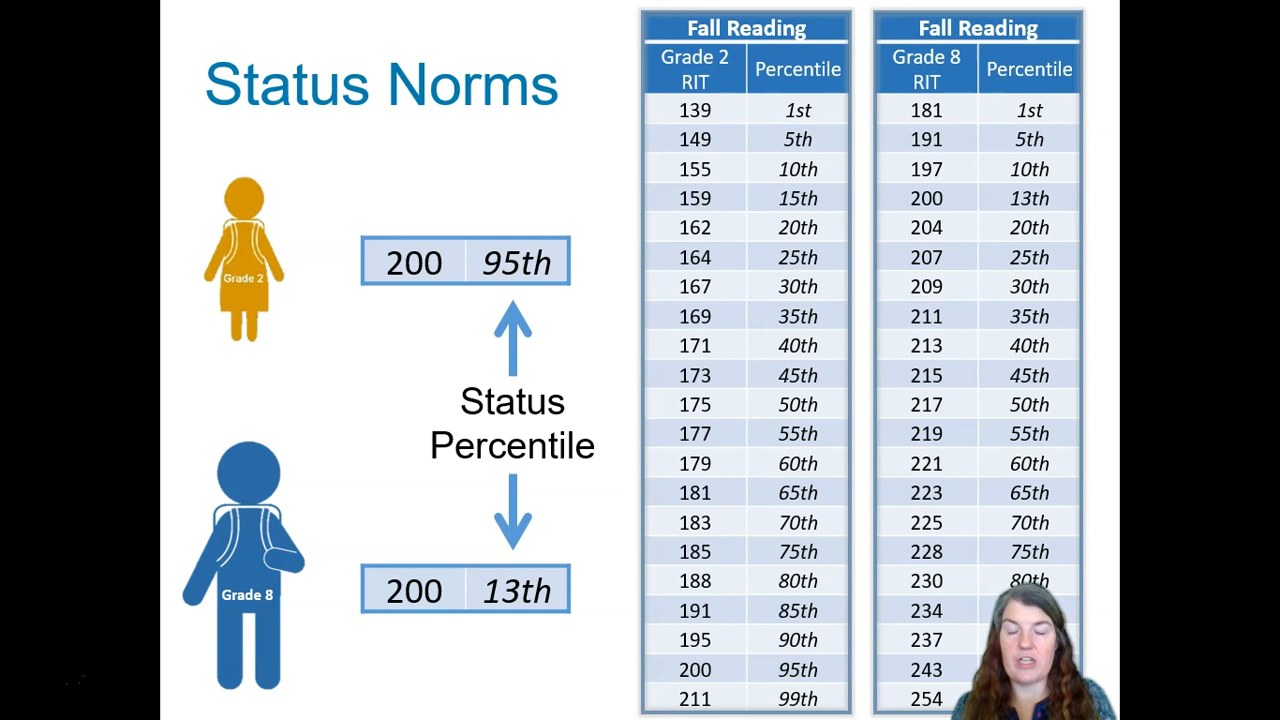 Status Norms
Grade 2
200 95th
Status
Percentile
Grade 8
200 13th
Fall Reading
Grade 2
RIT
Percentile
139 1st
149 5th
155 10th
159 15th
162 20th
164 25th
167 30th
169 35th
171 40th
173 45th
175 50th
177 55th
179 60th
181 65th
183 70th
185 75th
188 80th
191 85th
195 90th
200 95th
211 99th
Fall Reading
Grade 8
RIT
Percentile
181 1st
191 5th
197 10th
200 13th
204 20th
207 25th
209 30th
211 35th
213 40th
215 45th
217 50th
219 55th
221 60th
223 65th
225 70th
228 75th
230 80th
234
237
243
254